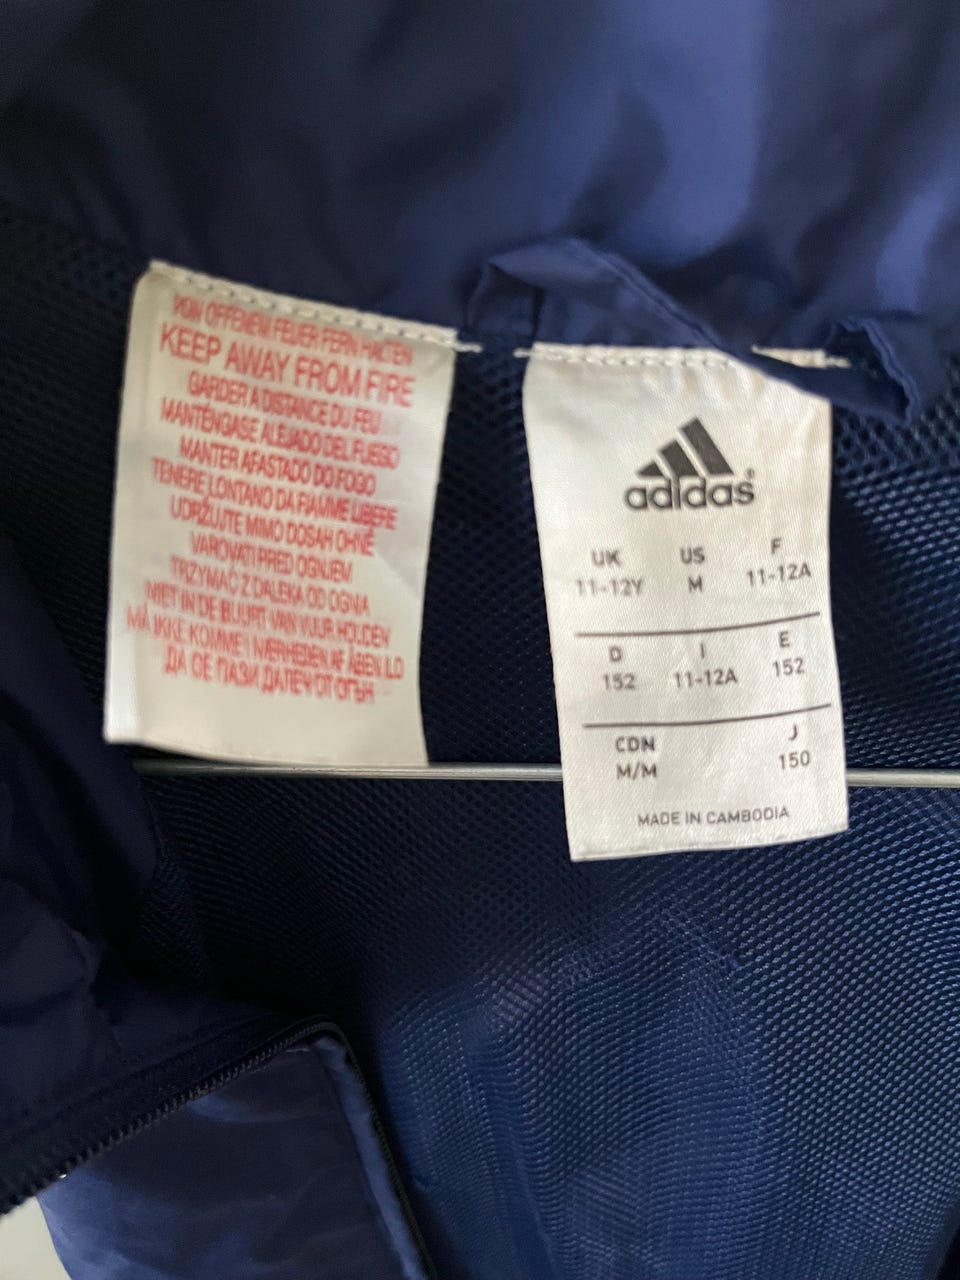 VON OFFENEM FEUER FERN HALTEN
KEEP AWAY FROM FIRE
GARDER A DISTANCE DU FEU
MANTÉNGASE ALEJADO DEL FUEGO
MANTER AFASTADO DO FOGO
TENERE LONTANO DA FIAMME LIBERE
UDRŽUJTE MIMO DOSAH OHNĚ
VAROVATI PRED OGNJEM
TRZYMAĆ Z DALEKA OD OGNIA
NIET IN DE BUURT VAN VUUR HOLDEN
MÅ IKKE KOMME I NÆRHEDEN AF ÅBEN ILD
ДА СЕ ПАЗИ ДАЛЕЧ ОТ ОГЪН
adidas®
UK US F
11-12Y M 11-12A
D I E
152 11-12A 152
CDN J
M/M 150
MADE IN CAMBODIA